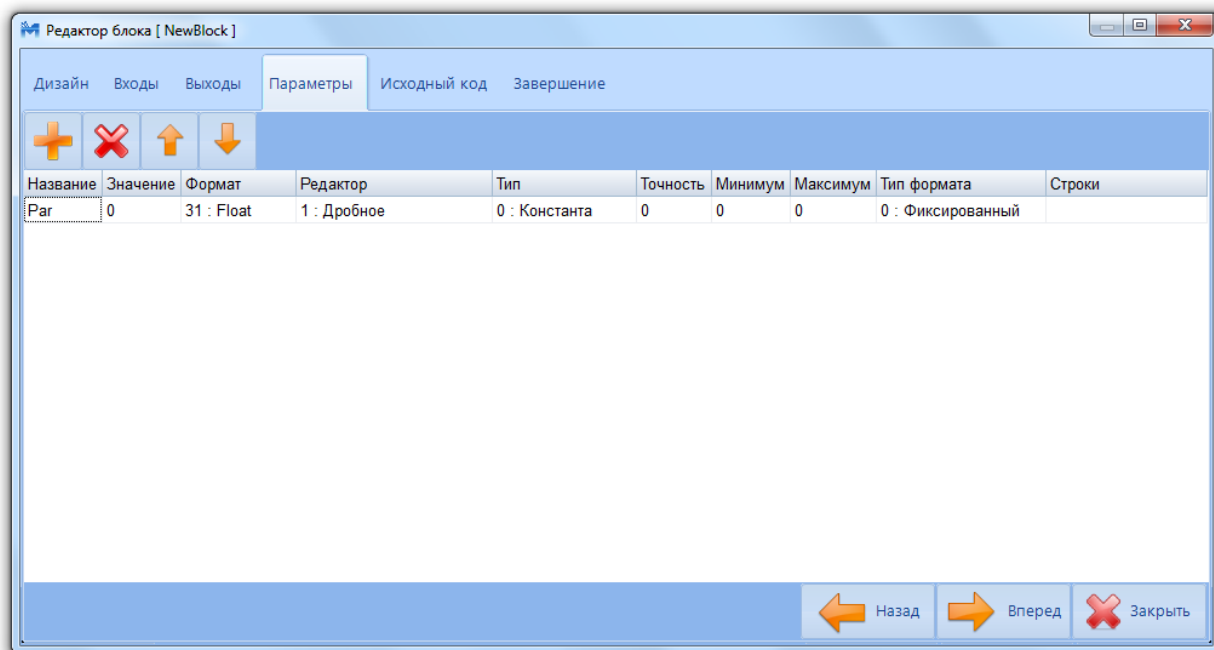 Редактор блока [ NewBlock ]
Дизайн Входы Выходы Параметры Исходный код Завершение
Название Значение Формат Редактор Тип Точность Минимум Максимум Тип формата Строки
Par 0 31 : Float 1 : Дробное 0 : Константа 0 0 0 0 : Фиксированный
Назад Вперед Закрыть